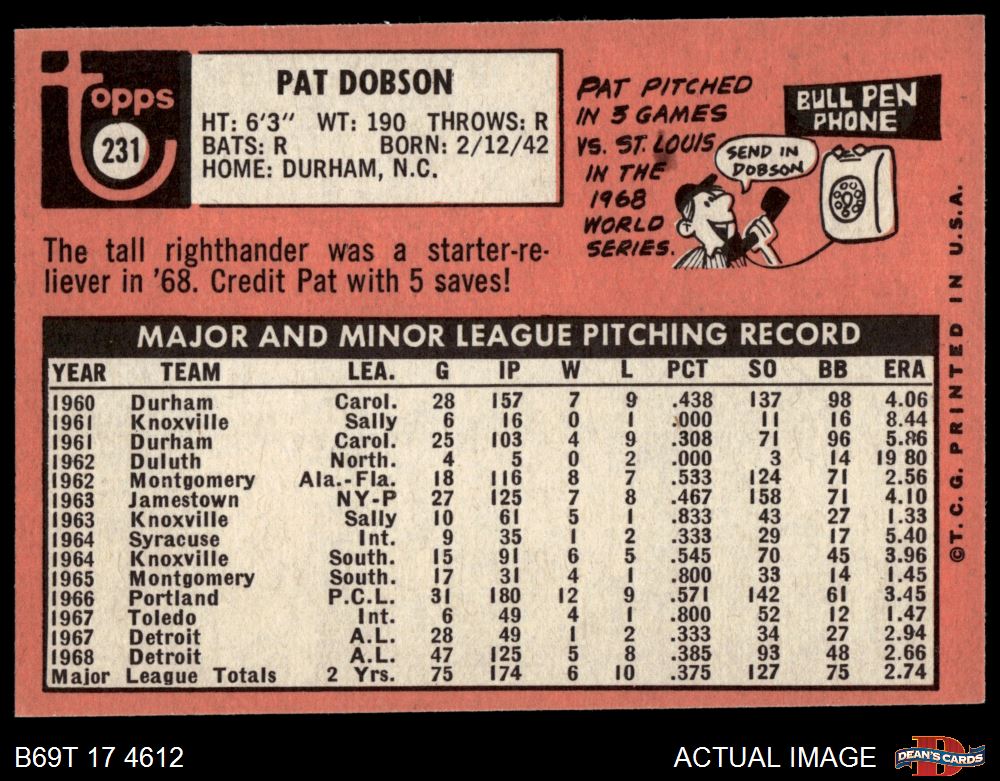 Topps
231
PAT DOBSON
HT: 6'3" WT: 190 THROWS: R
BATS: R BORN: 2/12/42
HOME: DURHAM, N.C.
PAT PITCHED
IN 3 GAMES
VS. ST. LOUIS
IN THE
1968
WORLD
SERIES.
BULL PEN
PHONE
SEND IN
DOBSON
The tall righthander was a starter-re-
liever in '68. Credit Pat with 5 saves!
MAJOR AND MINOR LEAGUE PITCHING RECORD
YEAR TEAM LEA. G IP W L PCT SO BB ERA
1960 Durham Carol. 28 157 7 9 .438 137 98 4.06
1961 Knoxville Sally 6 16 0 1 .000 11 16 8.44
1961 Durham Carol. 25 103 4 9 .308 71 96 5.86
1962 Duluth North. 4 5 0 2 .000 3 14 19 80
1962 Montgomery Ala.-Fla. 18 116 8 7 .533 124 71 2.56
1963 Jamestown NY-P 27 125 7 8 .467 158 71 4.10
1963 Knoxville Sally 10 61 5 1 .833 43 27 1.33
1964 Syracuse Int. 9 35 1 2 .333 29 17 5.40
1964 Knoxville South. 15 91 6 5 .545 70 45 3.96
1965 Montgomery South. 17 31 4 1 .800 33 14 1.45
1966 Portland P.C.L. 31 180 12 9 .571 142 61 3.45
1967 Toledo Int. 6 49 4 1 .800 52 12 1.47
1967 Detroit A.L. 28 49 1 2 .333 34 27 2.94
1968 Detroit A.L. 47 125 5 8 .385 93 48 2.66
Major League Totals 2 Yrs. 75 174 6 10 .375 127 75 2.74
©T.C.G. PRINTED IN U.S.A.
B69T 17 4612
ACTUAL IMAGE
D
DEAN'S CARDS